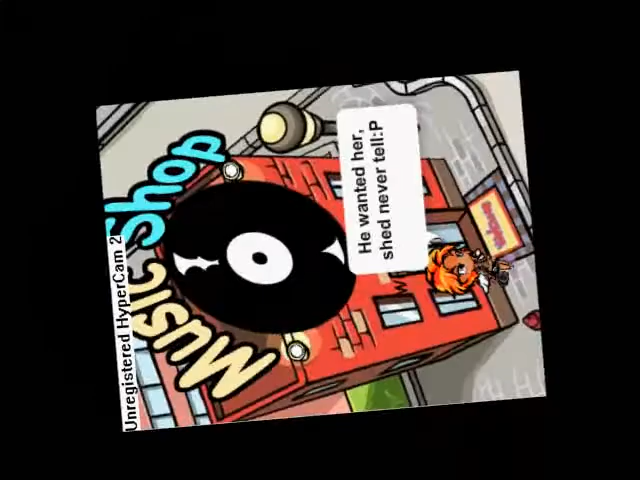 Unregistered HyperCam 2
Music Shop
He wanted her,
shed never tell:P